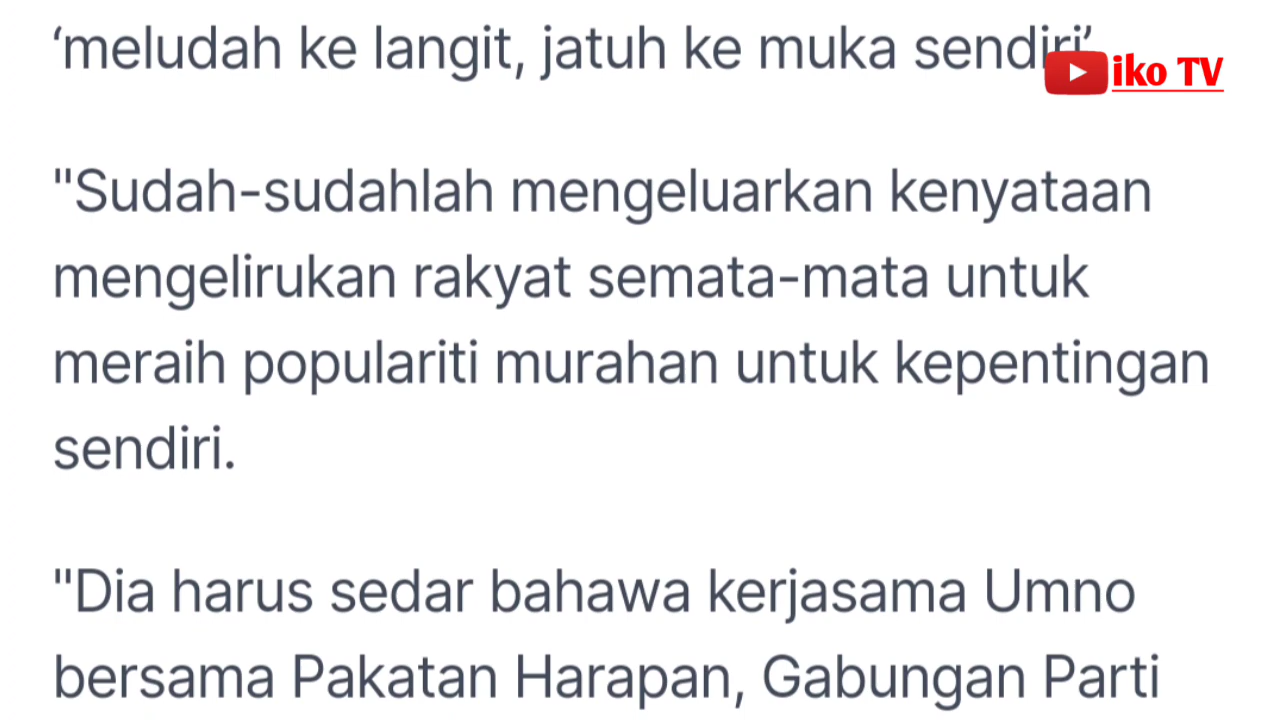 ‘meludah ke langit, jatuh ke muka sendiri’
iko TV
"Sudah-sudahlah mengeluarkan kenyataan
mengelirukan rakyat semata-mata untuk
meraih populariti murahan untuk kepentingan
sendiri.
"Dia harus sedar bahawa kerjasama Umno
bersama Pakatan Harapan, Gabungan Parti